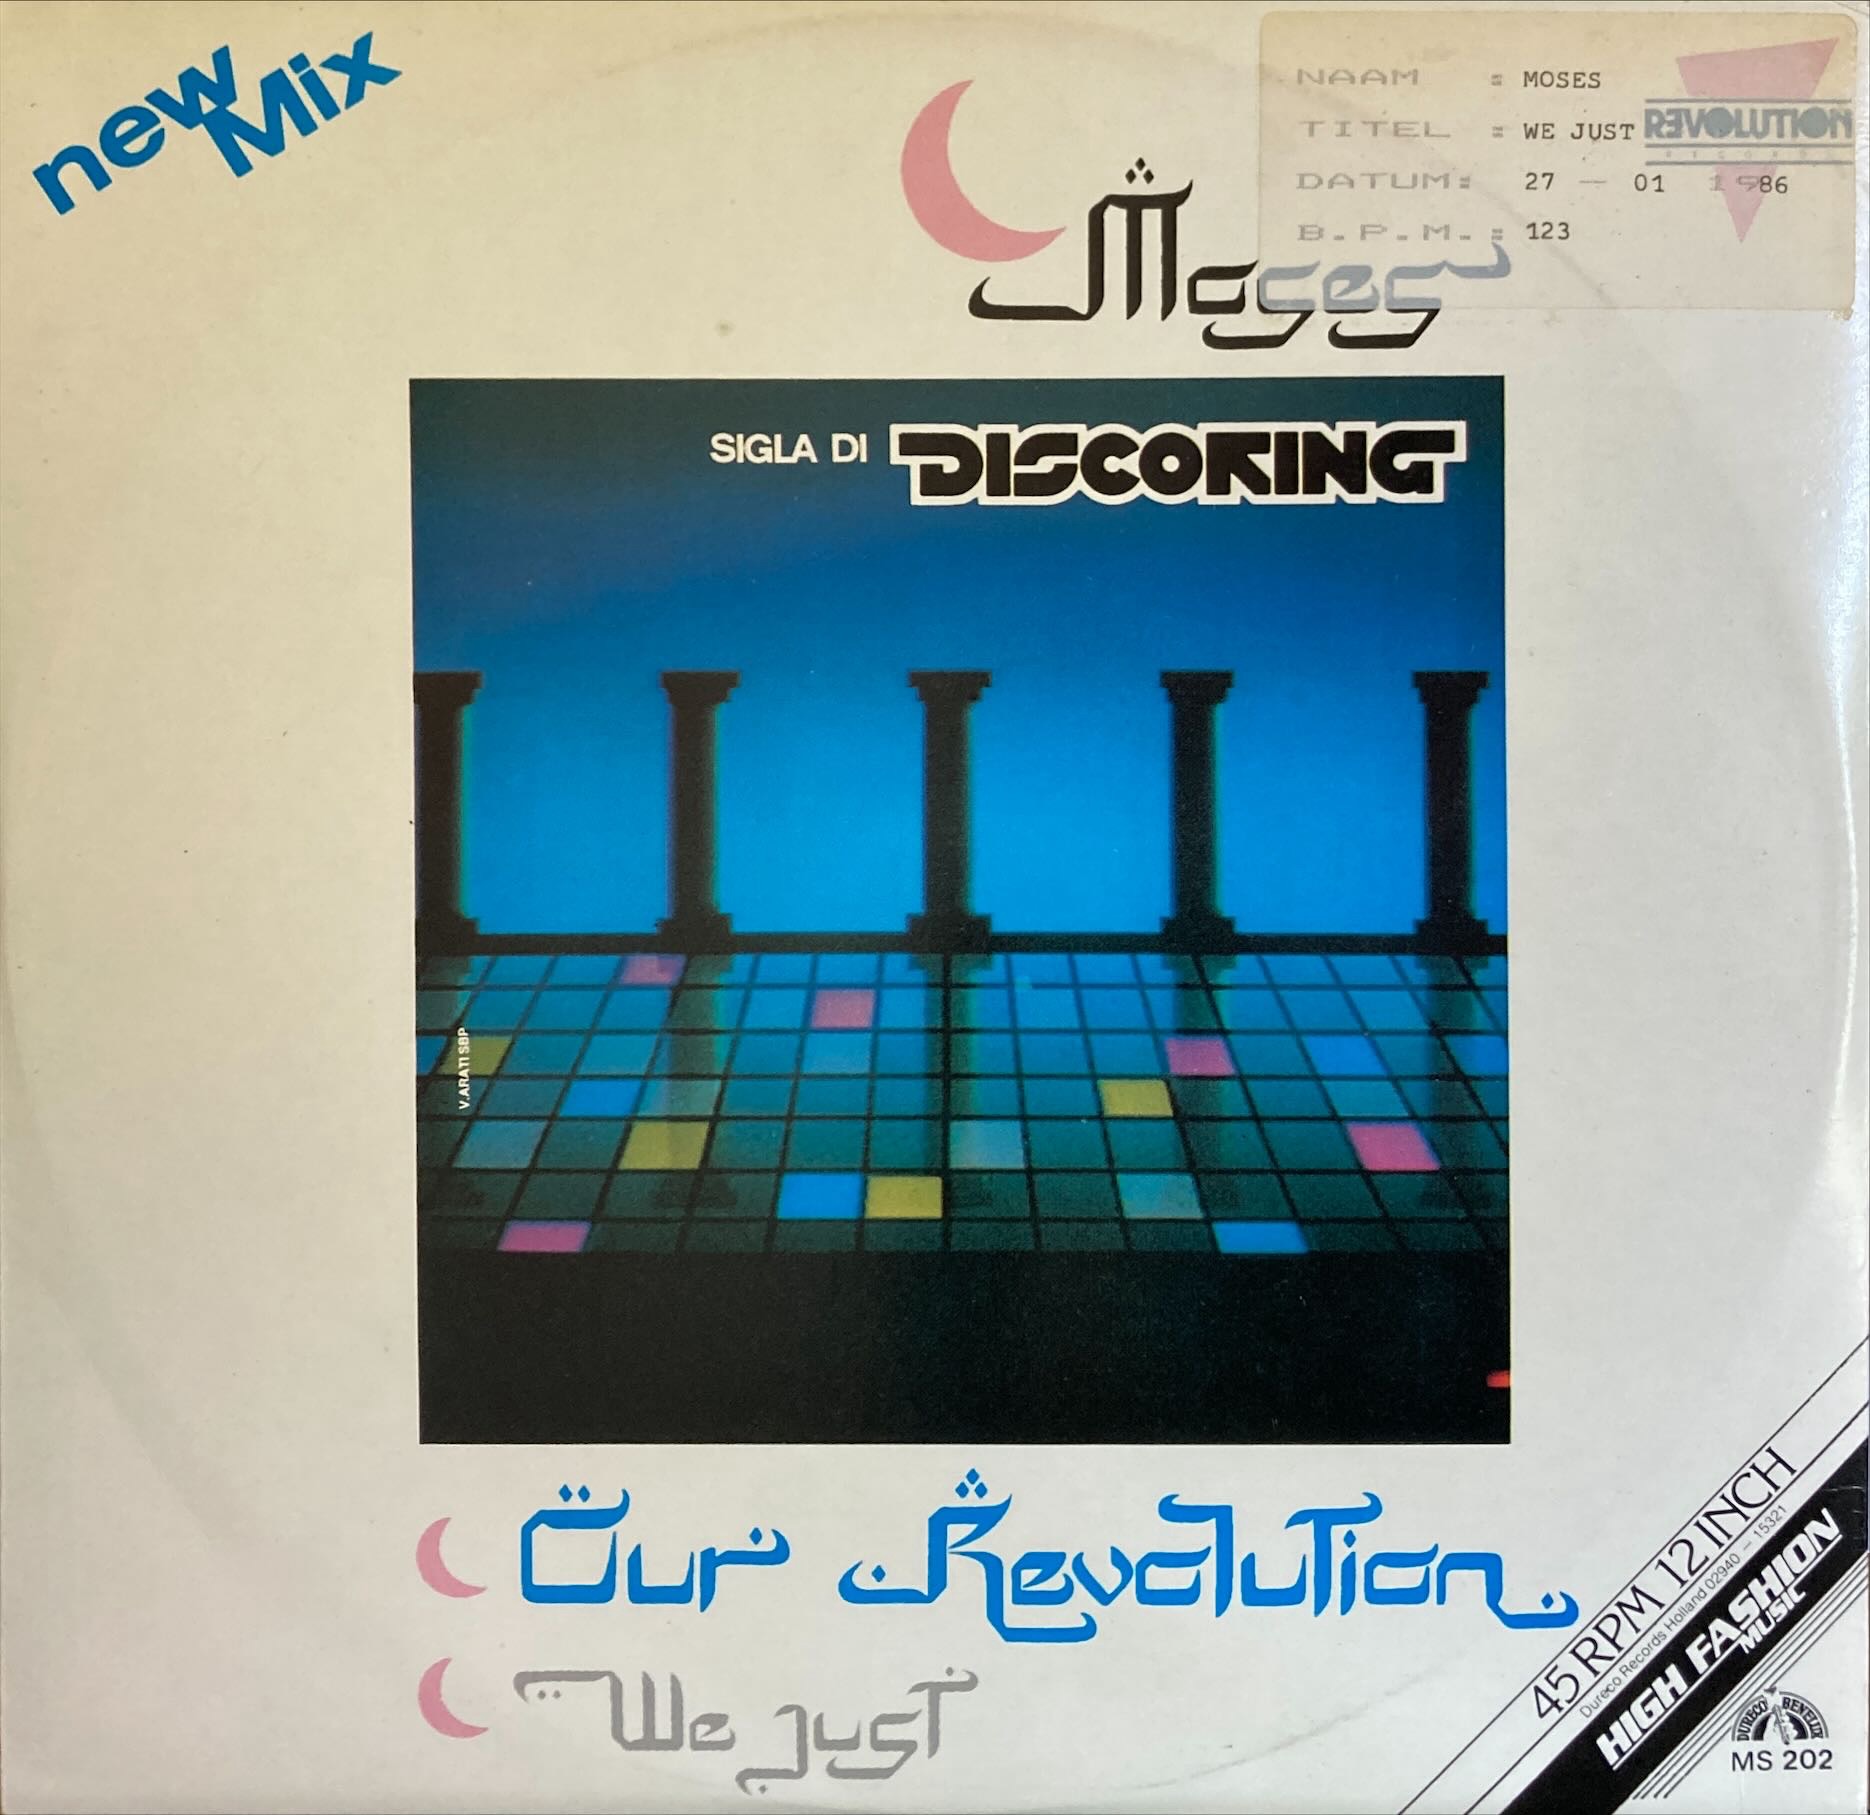 new
Mix
NAAM : MOSES
TITEL : WE JUST
DATUM: 27 — 01 1986
B.P.M.: 123
REVOLUTION
RECORDS
Moses
SIGLA DI DISCORING
V.ARATI SBP
Our Revolution
We Just
45 RPM 12 INCH
Dureco Records Holland 02940 – 15321
HIGH FASHION
MUSIC
DURECO BENELUX
MS 202